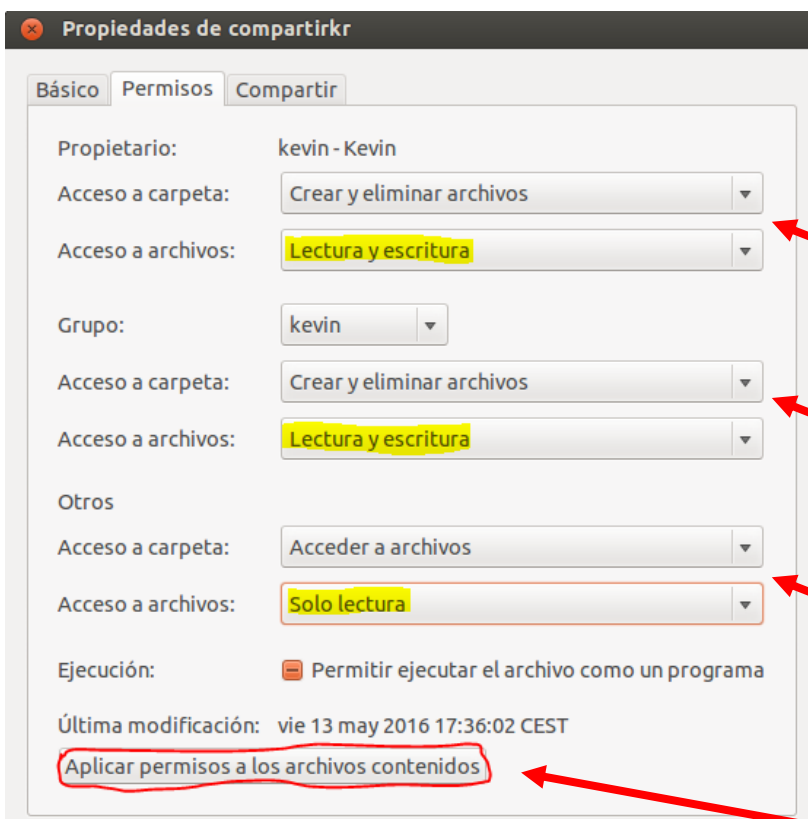 Propiedades de compartirkr
Básico Permisos Compartir
Propietario: kevin - Kevin
Acceso a carpeta: Crear y eliminar archivos
Acceso a archivos: Lectura y escritura
Grupo: kevin
Acceso a carpeta: Crear y eliminar archivos
Acceso a archivos: Lectura y escritura
Otros
Acceso a carpeta: Acceder a archivos
Acceso a archivos: Solo lectura
Ejecución: Permitir ejecutar el archivo como un programa
Última modificación: vie 13 may 2016 17:36:02 CEST
Aplicar permisos a los archivos contenidos